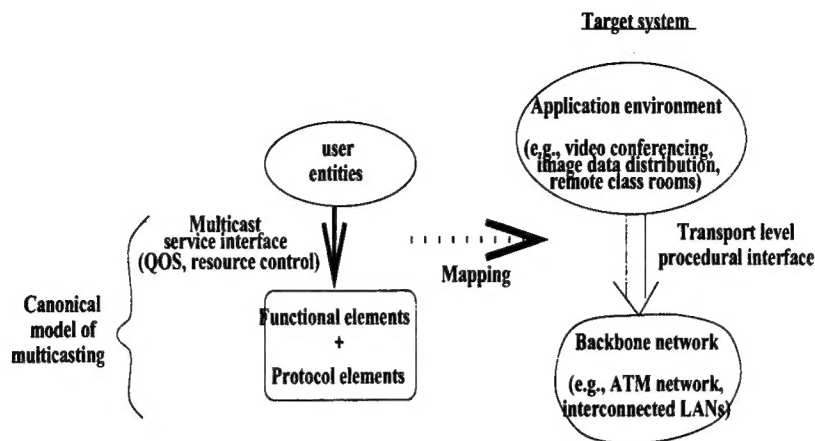 Target system
Application environment
(e.g., video conferencing,
image data distribution,
remote class rooms)
user
entities
Multicast
service interface
(QOS, resource control)
Mapping
Transport level
procedural interface
Canonical
model of
multicasting
Functional elements
+
Protocol elements
Backbone network
(e.g., ATM network,
interconnected LANs)